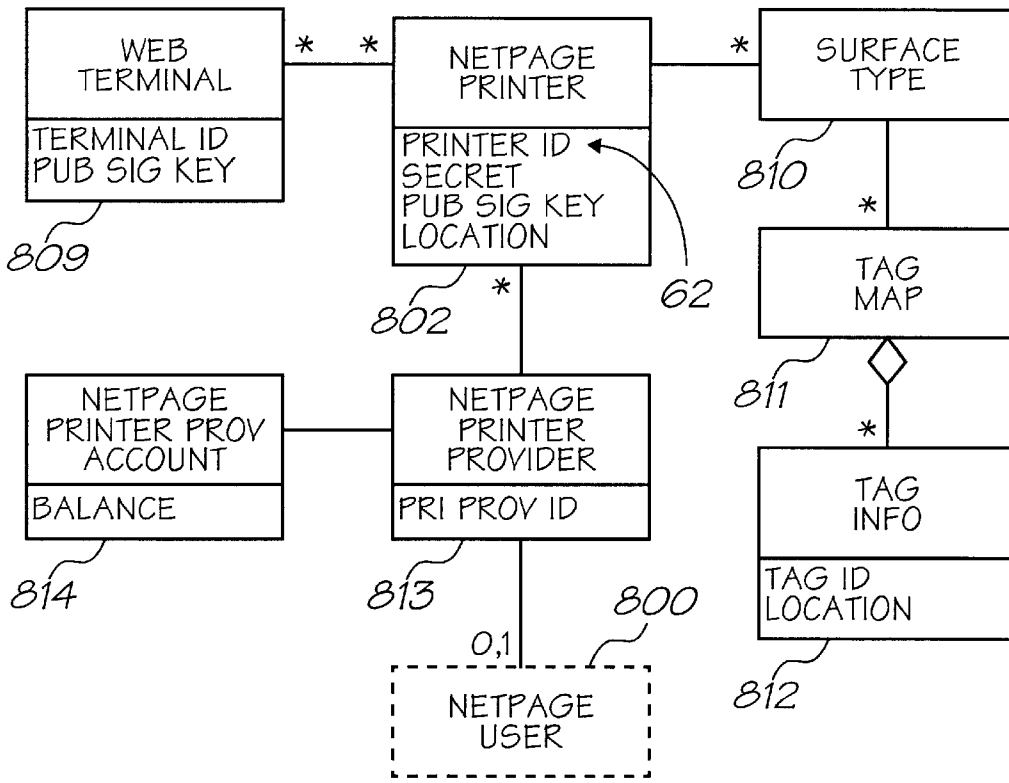 WEB
TERMINAL
TERMINAL ID
PUB SIG KEY
809
*
*
NETPAGE
PRINTER
PRINTER ID
SECRET
PUB SIG KEY
LOCATION
62
802
*
*
SURFACE
TYPE
810
*
TAG
MAP
811
*
TAG
INFO
TAG ID
LOCATION
812
NETPAGE
PRINTER PROV
ACCOUNT
BALANCE
814
NETPAGE
PRINTER
PROVIDER
PRI PROV ID
813
0,1
800
NETPAGE
USER